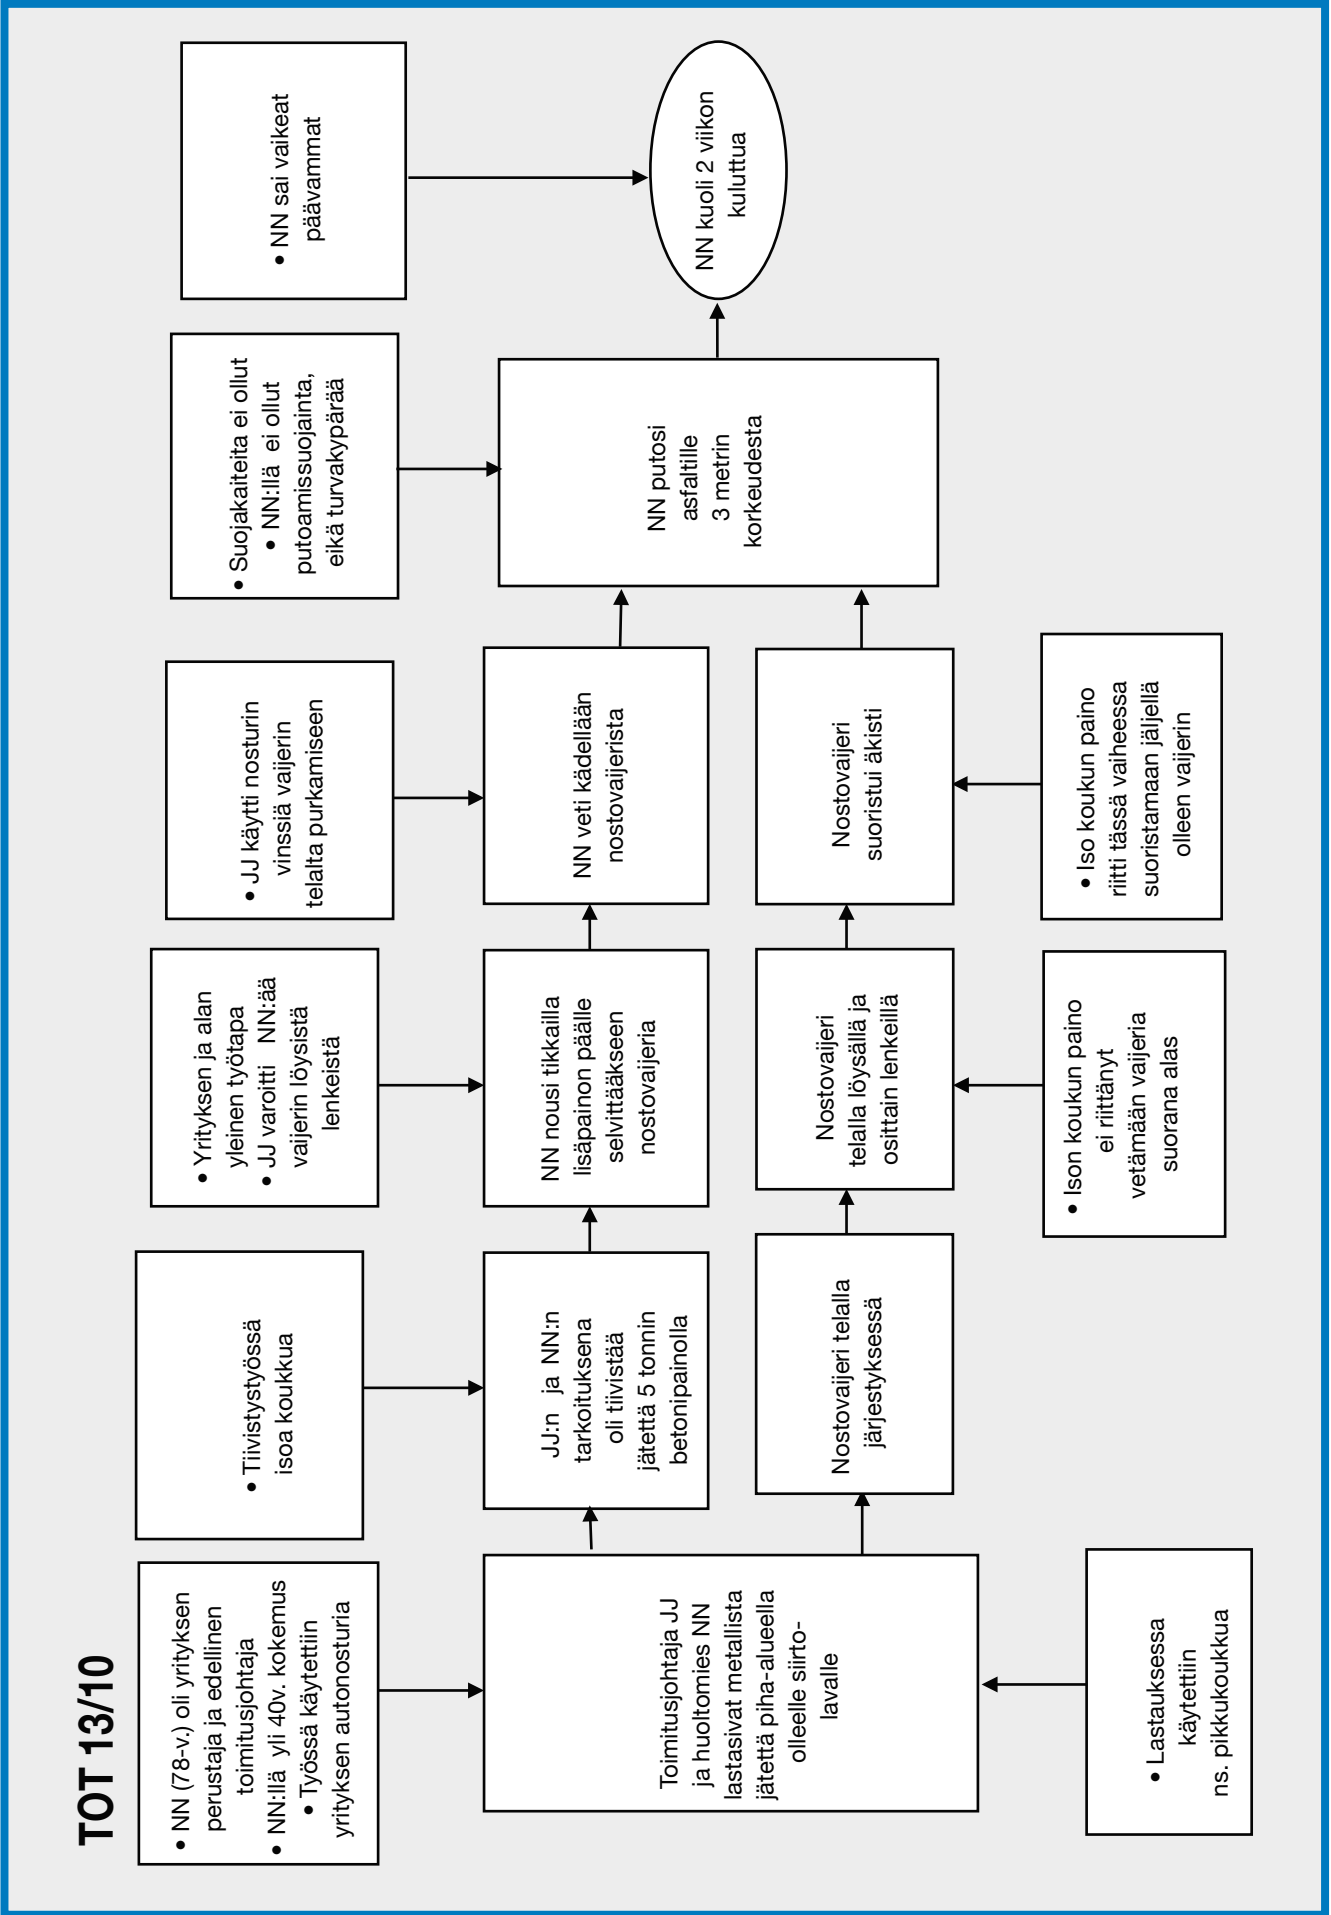 TOT 13/10
• NN (78-v.) oli yrityksen
perustaja ja edellinen
toimitusjohtaja
• NN:llä yli 40v. kokemus
• Työssä käytettiin
yrityksen autonosturia
• Tiivistystyössä
isoa koukkua
• Yrityksen ja alan
yleinen työtapa
• JJ varoitti NN:ää
vaijerin löysistä
lenkeistä
• JJ käytti nosturin
vinssiä vaijerin
telalta purkamiseen
• Suojakaiteita ei ollut
• NN:llä ei ollut
putoamissuojainta,
eikä turvakypärää
• NN sai vaikeat
päävammat
Toimitusjohtaja JJ
ja huoltomies NN
lastasivat metallista
jätettä piha-alueella
olleelle siirto-
lavalle
JJ:n ja NN:n
tarkoituksena
oli tiivistää
jätettä 5 tonnin
betonipainolla
NN nousi tikkailla
lisäpainon päälle
selvittääkseen
nostovaijeria
NN veti kädellään
nostovaijerista
NN putosi
asfaltille
3 metrin
korkeudesta
NN kuoli 2 viikon
kuluttua
Nostovaijeri telalla
järjestyksessä
Nostovaijeri
telalla löysällä ja
osittain lenkeillä
Nostovaijeri
suoristui äkisti
• Lastauksessa
käytettiin
ns. pikkukoukkua
• Ison koukun paino
ei riittänyt
vetämään vaijeria
suorana alas
• Iso koukun paino
riitti tässä vaiheessa
suoristamaan jäljellä
olleen vaijerin